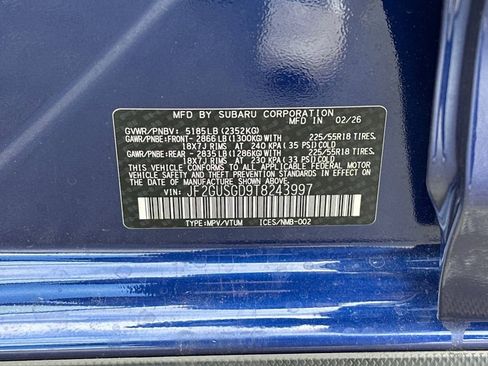 MFD BY SUBARU CORPORATION
MFD IN 02/26
GVWR/PNBV: 5185LB (2352KG)
GAWR/PNBE: FRONT- 2866LB (1300KG) WITH 225/55R18 TIRES,
18X7J RIMS AT 240 KPA (35 PSI) COLD.
GAWR/PNBE: REAR - 2835LB (1286KG) WITH 225/55R18 TIRES,
18X7J RIMS AT 230 KPA (33 PSI) COLD.
THIS VEHICLE CONFORMS TO ALL APPLICABLE FEDERAL MOTOR
VEHICLE SAFETY AND THEFT PREVENTION STANDARDS
IN EFFECT ON THE DATE OF MANUFACTURE SHOWN ABOVE.
VIN: JF2GUSGD9T8243997
TYPE:MPV/VTUM ICES/NMB-002